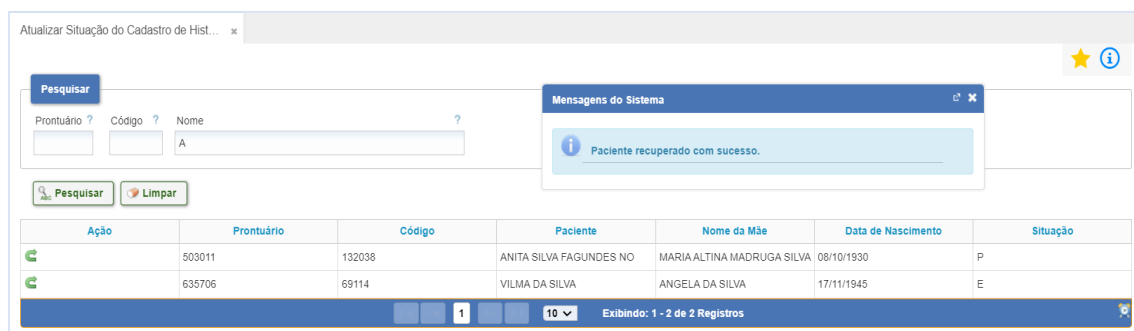 Atualizar Situação do Cadastro de Hist...
Pesquisar
Mensagens do Sistema
Prontuário ? Código ? Nome ?
A
Paciente recuperado com sucesso.
Pesquisar Limpar
Ação Prontuário Código Paciente Nome da Mãe Data de Nascimento Situação
503011 132038 ANITA SILVA FAGUNDES NO MARIA ALTINA MADRUGA SILVA 08/10/1930 P
635706 69114 VILMA DA SILVA ANGELA DA SILVA 17/11/1945 E
1 10 Exibindo: 1 - 2 de 2 Registros